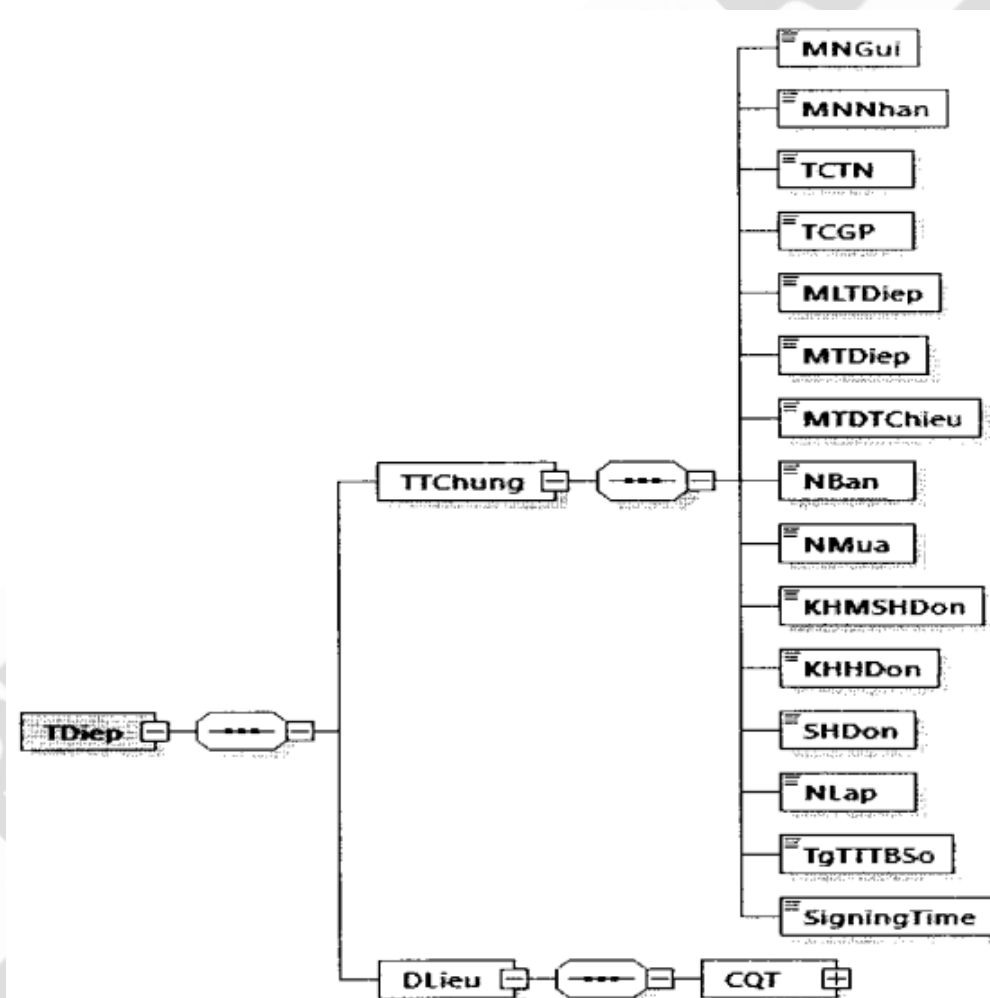 MNGui
MNNhan
TCTN
TCGP
MLTDiep
MTDiep
MTDTChieu
TTChung
NBan
NMua
KHMSHDon
KHHDon
TDiep
SHDon
NLap
TgTTTBSo
SigningTime
DLieu
CQT